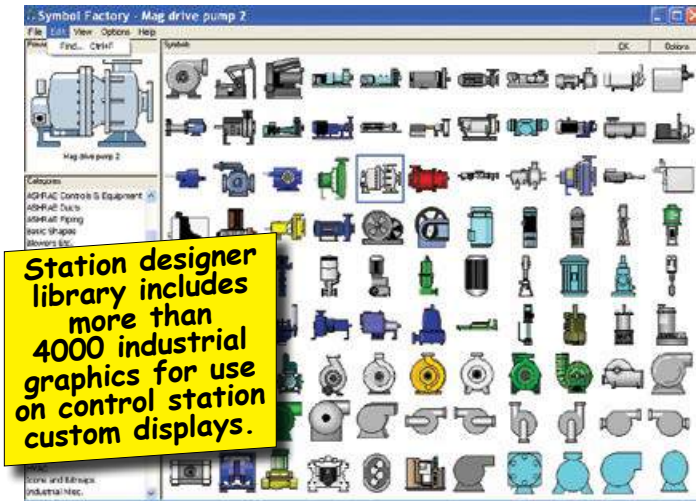 Symbol Factory - Mag drive pump 2
File Edit View Options Help
Find... Ctrl+F
Symbols
OK
Options
Mag drive pump 2
Categories
ASHRAE Controls & Equipment
ASHRAE Ducts
ASHRAE Piping
Basic Shapes
Blowers Etc.
Station designer
library includes
more than
4000 industrial
graphics for use
on control station
custom displays.
HVAC
Icons and Bitmaps
Industrial Misc.